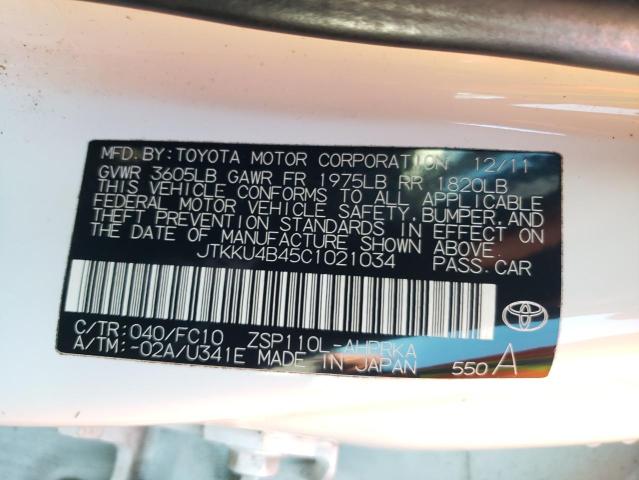 MFD.BY:TOYOTA MOTOR CORPORATION 12/11
GVWR 3605LB GAWR FR 1975LB RR 1820LB
THIS VEHICLE CONFORMS TO ALL APPLICABLE
FEDERAL MOTOR VEHICLE SAFETY,BUMPER,AND
THEFT PREVENTION STANDARDS IN EFFECT ON
THE DATE OF MANUFACTURE SHOWN ABOVE.
JTKKU4B45C1021034 PASS.CAR
C/TR:040/FC10 ZSP110L-AHPRKA
A/TM:-02A/U341E MADE IN JAPAN 550 A